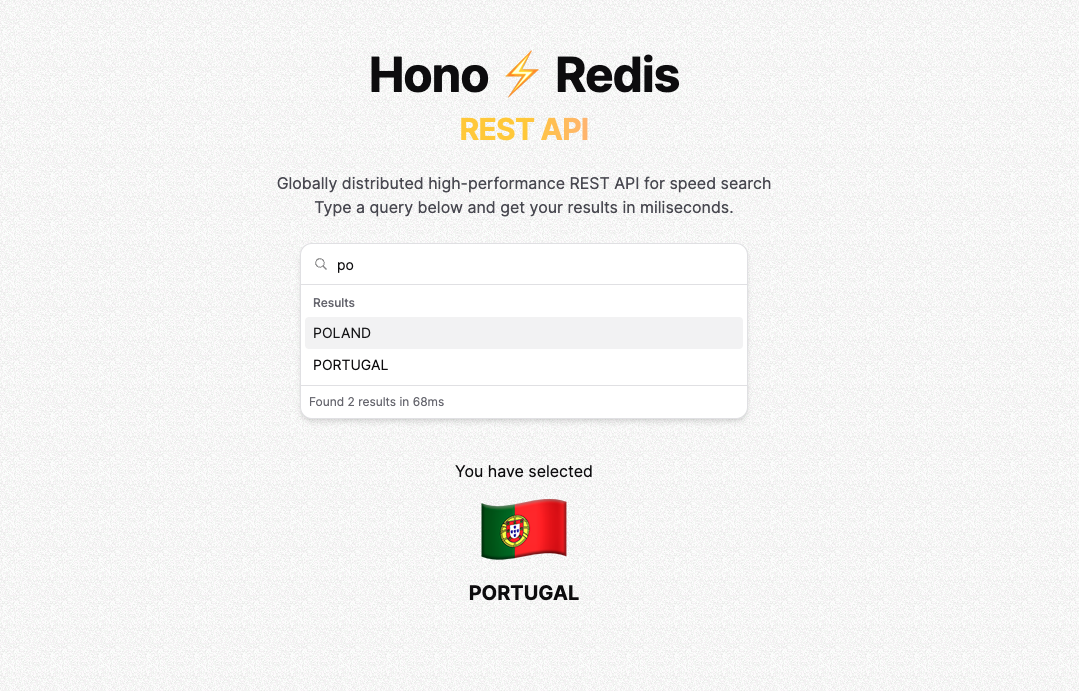 Hono ⚡ Redis
REST API
Globally distributed high-performance REST API for speed search
Type a query below and get your results in miliseconds.
po
Results
POLAND
PORTUGAL
Found 2 results in 68ms
You have selected
PORTUGAL